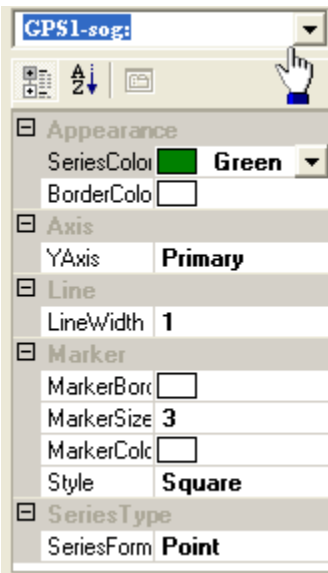 GPS1-sog:
A
Z
Appearance
SeriesColor Green
BorderColo
Axis
YAxis Primary
Line
LineWidth 1
Marker
MarkerBord
MarkerSize 3
MarkerColo
Style Square
SeriesType
SeriesForm Point